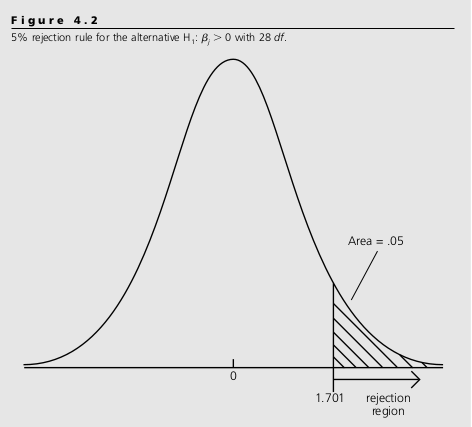 Figure 4.2
5% rejection rule for the alternative H₁: βⱼ > 0 with 28 df.
Area = .05
0
1.701
rejection
region